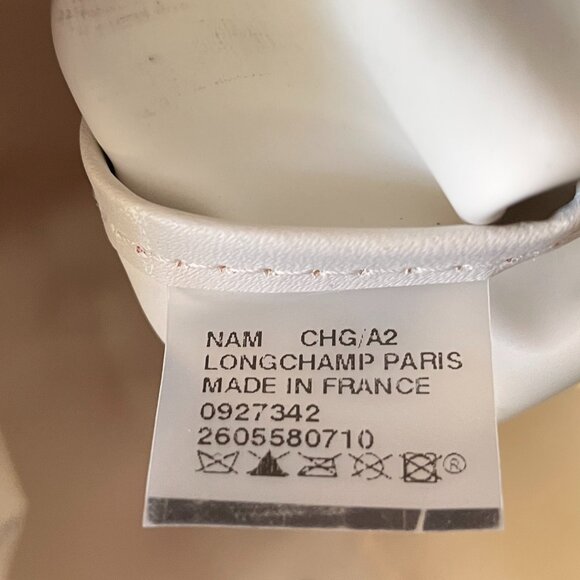 NAM CHG/A2
LONGCHAMP PARIS
MADE IN FRANCE
0927342
2605580710
®